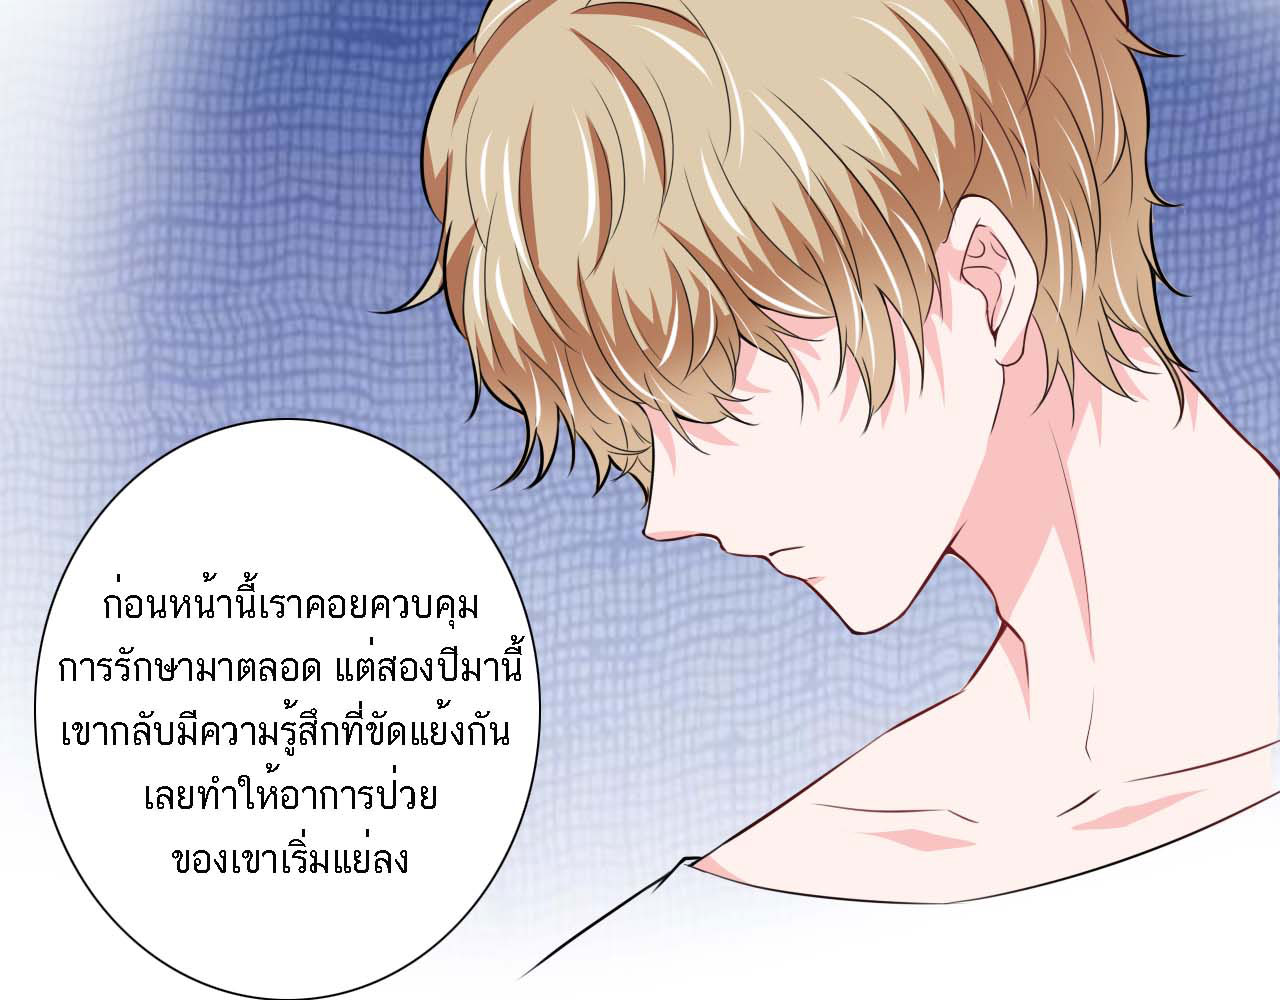 ก่อนหน้านี้เราคอยควบคุม
การรักษามาตลอด แต่สองปีมานี้
เขากลับมีความรู้สึกที่ขัดแย้งกัน
เลยทำให้อาการป่วย
ของเขาเริ่มแย่ลง